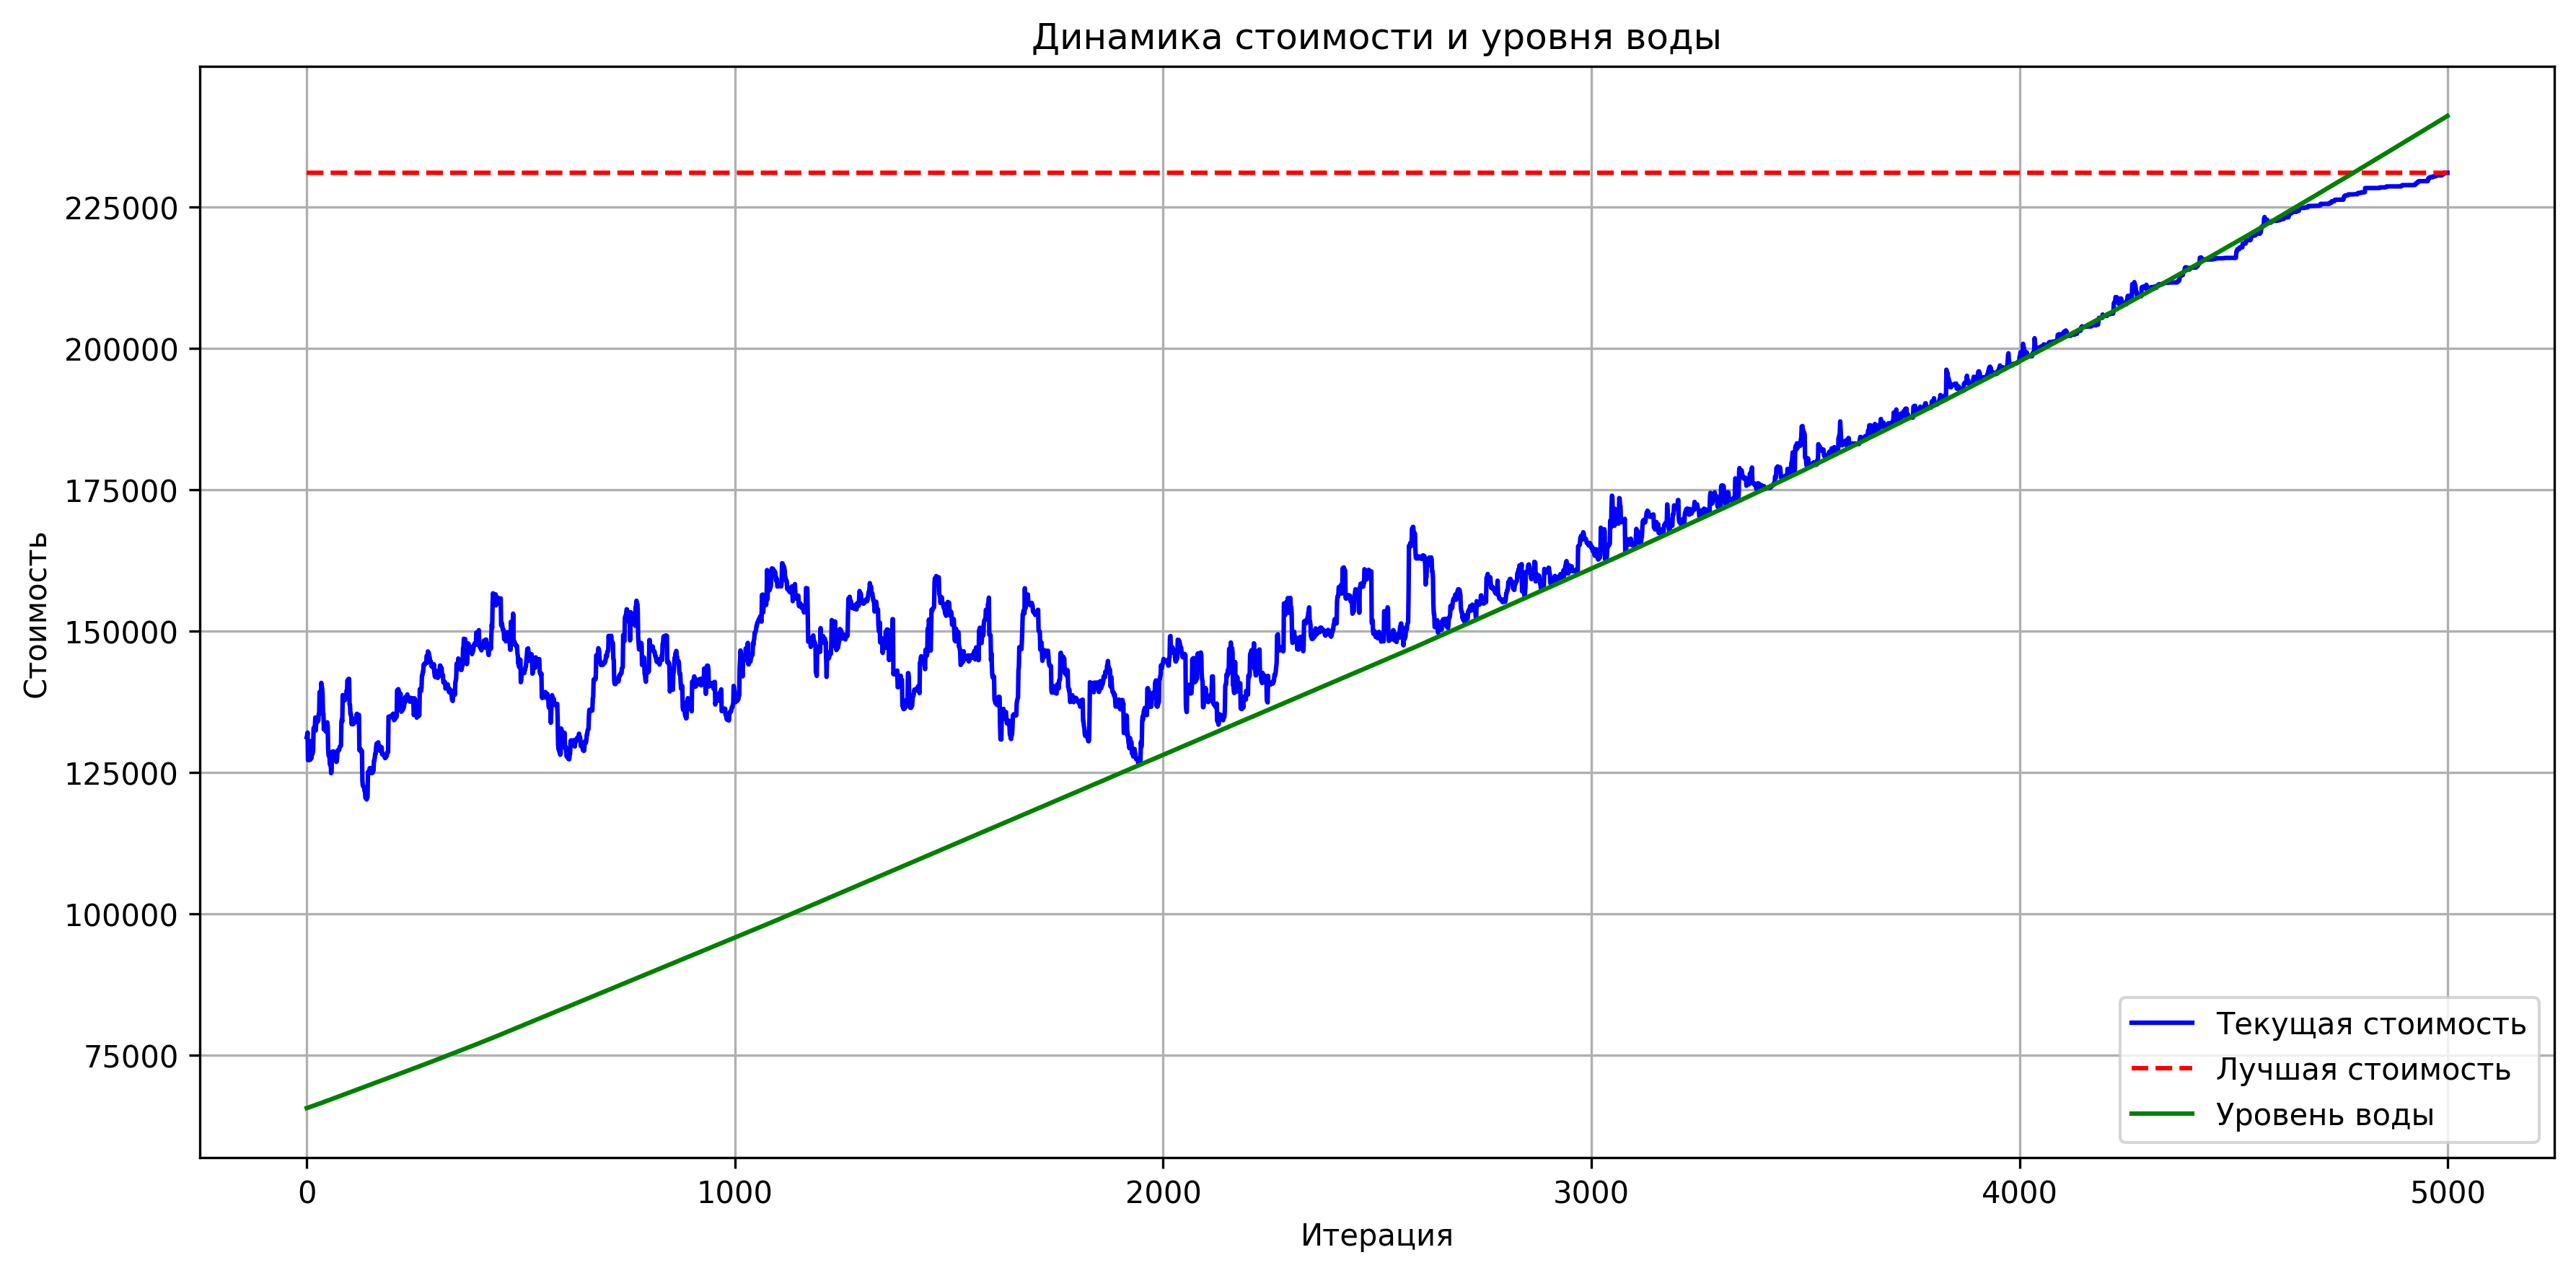 Динамика стоимости и уровня воды
Стоимость
225000
200000
175000
150000
125000
100000
75000
0
1000
2000
3000
4000
5000
Итерация
Текущая стоимость
Лучшая стоимость
Уровень воды